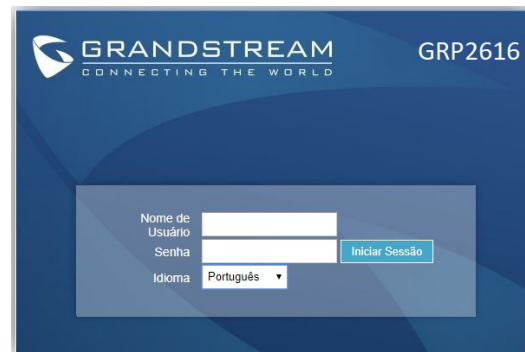 GRANDSTREAM
CONNECTING THE WORLD
GRP2616
Nome de
Usuário
Senha
Iniciar Sessão
Idioma
Português